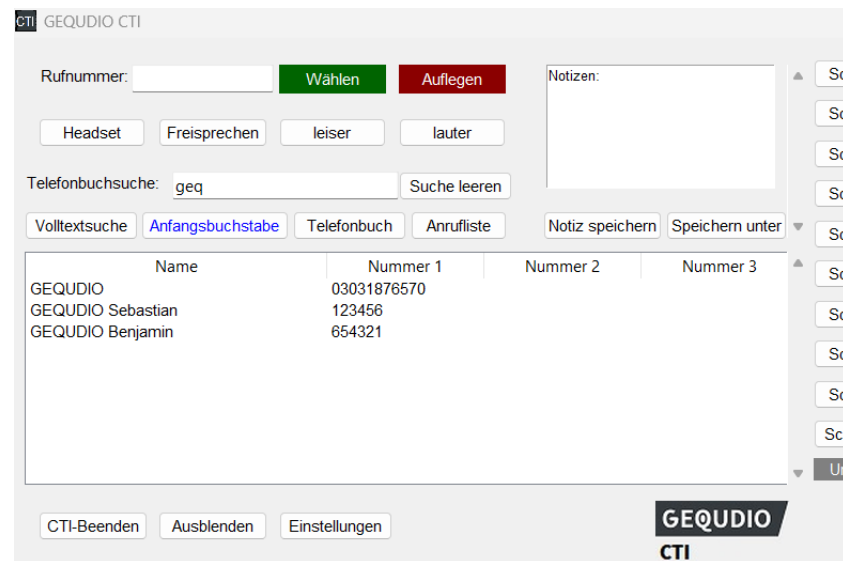 CTI GEQUDIO CTI
Rufnummer: Wählen Auflegen Notizen:
Headset Freisprechen leiser lauter
Telefonbuchsuche: geq Suche leeren
Volltextsuche Anfangsbuchstabe Telefonbuch Anrufliste Notiz speichern Speichern unter
Name Nummer 1 Nummer 2 Nummer 3
GEQUDIO 03031876570
GEQUDIO Sebastian 123456
GEQUDIO Benjamin 654321
CTI-Beenden Ausblenden Einstellungen
GEQUDIO
CTI